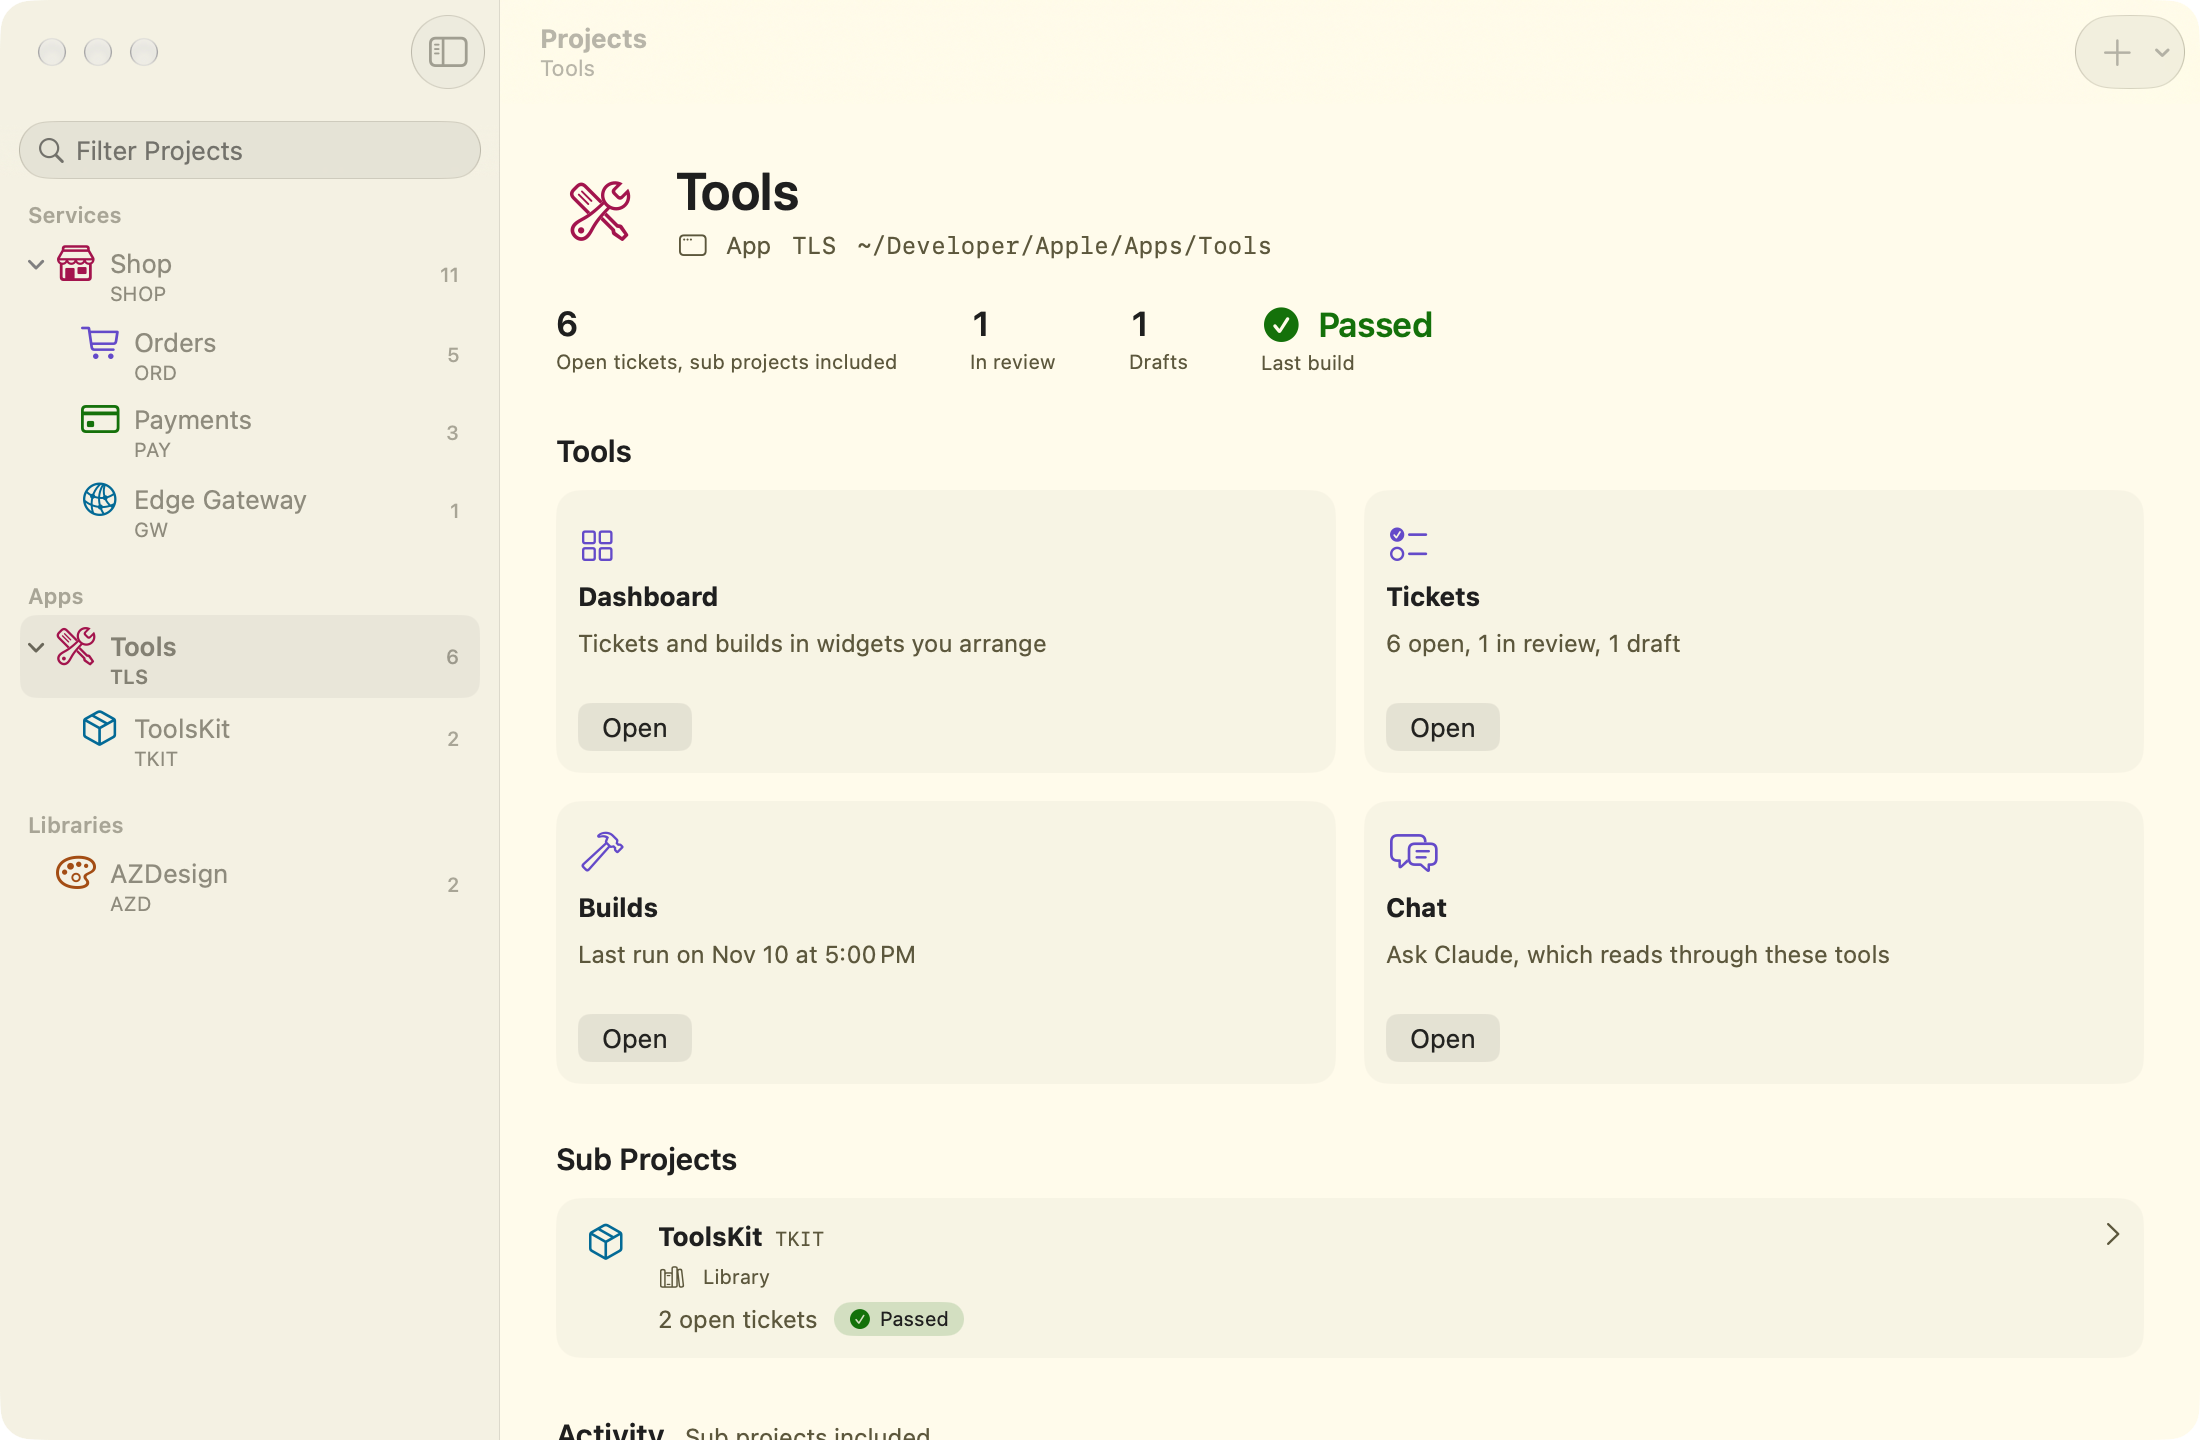 Projects
Tools
Filter Projects
Services
Shop
SHOP
11
Orders
ORD
5
Payments
PAY
3
Edge Gateway
GW
1
Apps
Tools
TLS
6
ToolsKit
TKIT
2
Libraries
AZDesign
AZD
2
Tools
App TLS ~/Developer/Apple/Apps/Tools
6
Open tickets, sub projects included
1
In review
1
Drafts
Passed
Last build
Tools
Dashboard
Tickets and builds in widgets you arrange
Open
Tickets
6 open, 1 in review, 1 draft
Open
Builds
Last run on Nov 10 at 5:00 PM
Open
Chat
Ask Claude, which reads through these tools
Open
Sub Projects
ToolsKit TKIT
Library
2 open tickets Passed
Activity Sub projects included